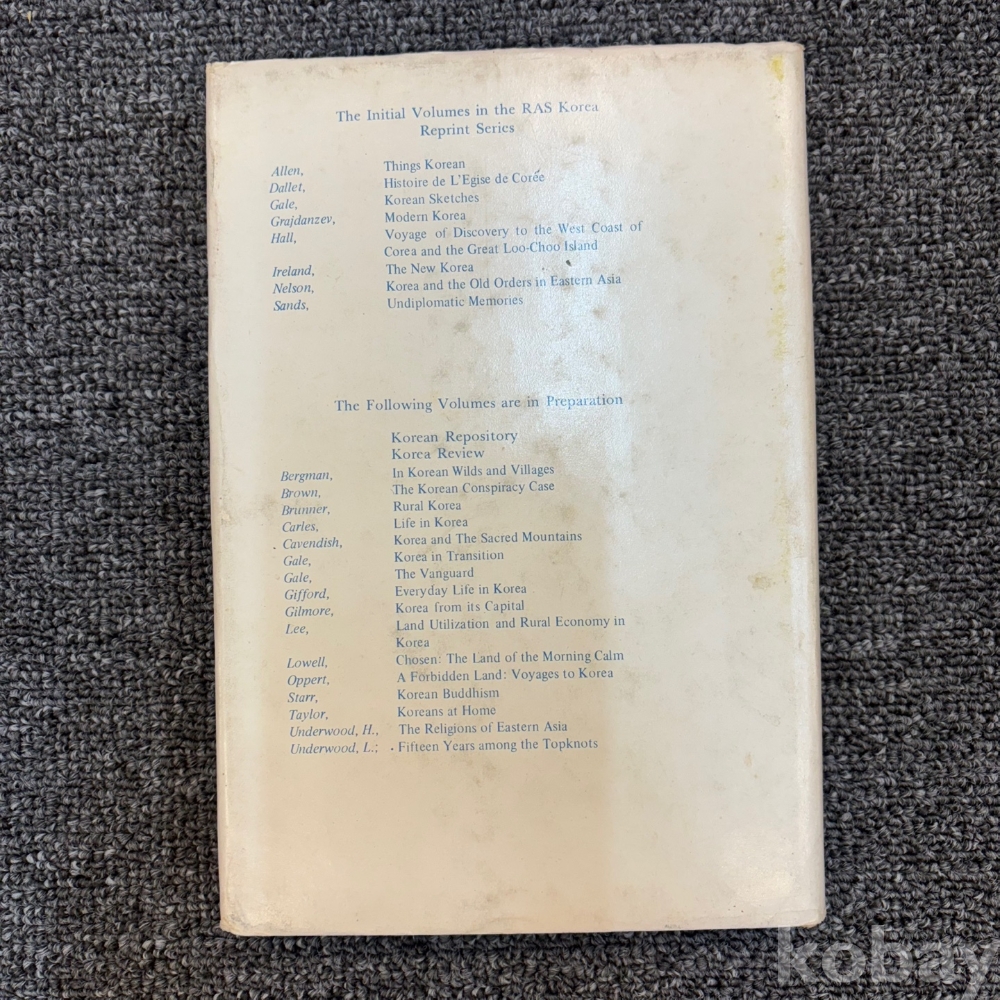 The Initial Volumes in the RAS Korea
Reprint Series
Allen, Things Korean
Dallet, Histoire de L'Egise de Corée
Gale, Korean Sketches
Grajdanzev, Modern Korea
Hall, Voyage of Discovery to the West Coast of
Corea and the Great Loo-Choo Island
Ireland, The New Korea
Nelson, Korea and the Old Orders in Eastern Asia
Sands, Undiplomatic Memories
The Following Volumes are in Preparation
Korean Repository
Korea Review
Bergman, In Korean Wilds and Villages
Brown, The Korean Conspiracy Case
Brunner, Rural Korea
Carles, Life in Korea
Cavendish, Korea and The Sacred Mountains
Gale, Korea in Transition
Gale, The Vanguard
Gifford, Everyday Life in Korea
Gilmore, Korea from its Capital
Lee, Land Utilization and Rural Economy in
Korea
Lowell, Chosen: The Land of the Morning Calm
Oppert, A Forbidden Land: Voyages to Korea
Starr, Korean Buddhism
Taylor, Koreans at Home
Underwood, H., The Religions of Eastern Asia
Underwood, L.; Fifteen Years among the Topknots
kobay